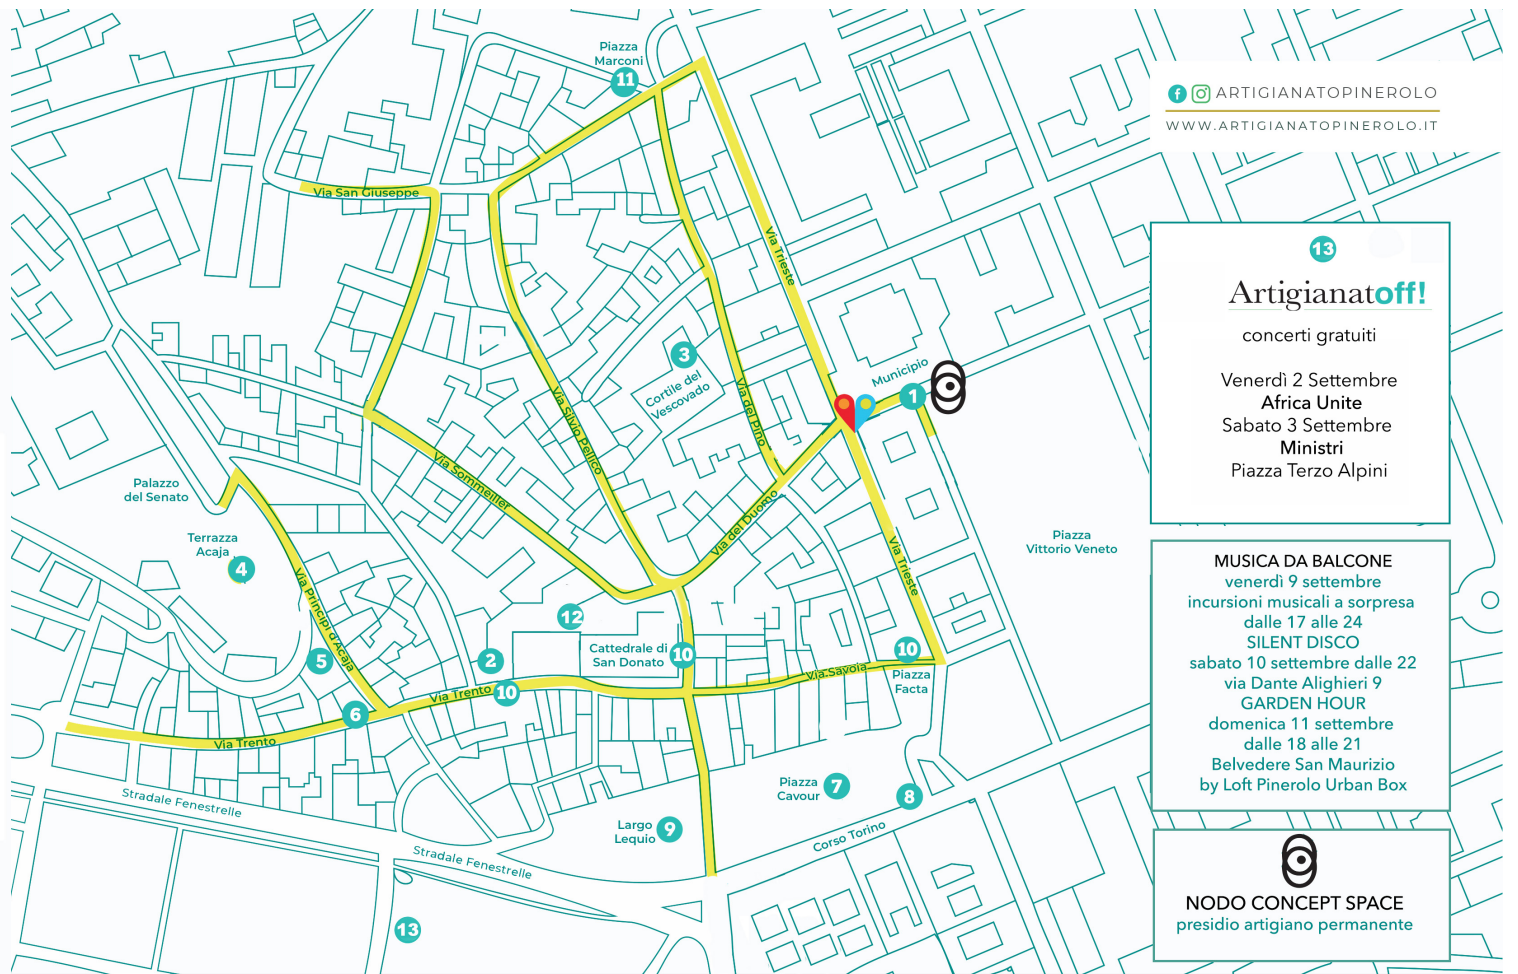 Piazza
Marconi
11
ARTIGIANATOPINEROLO
WWW.ARTIGIANATOPINEROLO.IT
Via San Giuseppe
Via Trieste
13
Artigianatoff!
concerti gratuiti
Venerdì 2 Settembre
Africa Unite
Sabato 3 Settembre
Ministri
Piazza Terzo Alpini
3
Cortile del
Vescovado
Municipio
1
Via del Pino
Via Silvio Pellico
Via Sommeiller
Via del Duomo
Palazzo
del Senato
Terrazza
Acaja
4
Via Principi d'Acaja
Via Trieste
Piazza
Vittorio Veneto
MUSICA DA BALCONE
venerdì 9 settembre
incursioni musicali a sorpresa
dalle 17 alle 24
SILENT DISCO
sabato 10 settembre dalle 22
via Dante Alighieri 9
GARDEN HOUR
domenica 11 settembre
dalle 18 alle 21
Belvedere San Maurizio
by Loft Pinerolo Urban Box
12
Cattedrale di
San Donato
10
2
5
10
Piazza
Facta
Via Savoia
Via Trento
10
6
Via Trento
Piazza
Cavour
7
8
Stradale Fenestrelle
Largo
Lequio
9
Corso Torino
Stradale Fenestrelle
13
NODO CONCEPT SPACE
presidio artigiano permanente